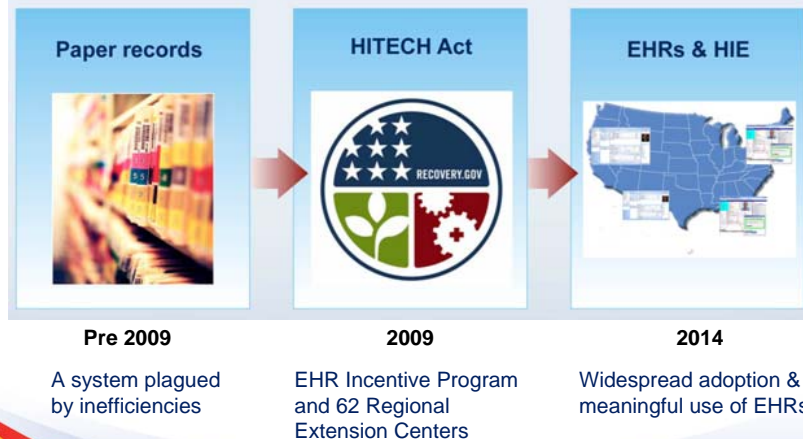 Paper records
HITECH Act
EHRs & HIE
RECOVERY.GOV
Pre 2009
2009
2014
A system plagued
by inefficiencies
EHR Incentive Program
and 62 Regional
Extension Centers
Widespread adoption &
meaningful use of EHRs